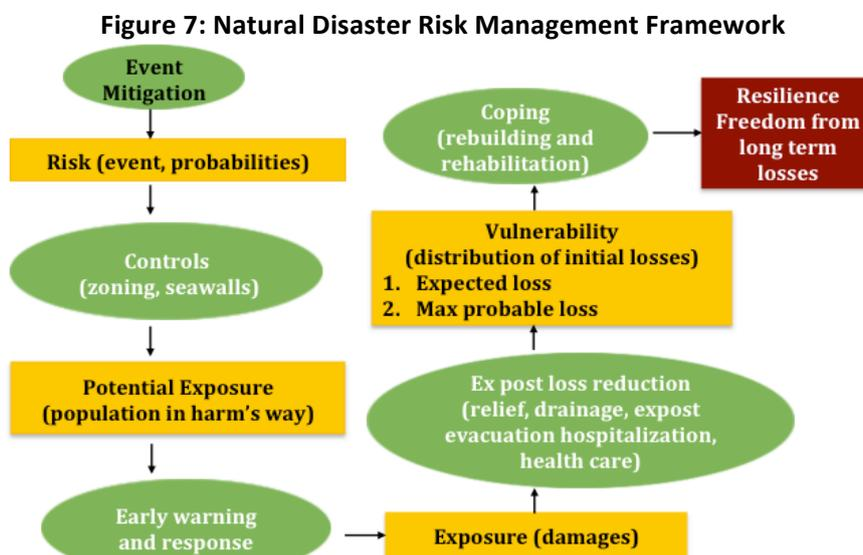 Figure 7: Natural Disaster Risk Management Framework
Event
Mitigation
Risk (event, probabilities)
Controls
(zoning, seawalls)
Potential Exposure
(population in harm's way)
Early warning
and response
Exposure (damages)
Ex post loss reduction
(relief, drainage, expost
evacuation hospitalization,
health care)
Vulnerability
(distribution of initial losses)
1. Expected loss
2. Max probable loss
Coping
(rebuilding and
rehabilitation)
Resilience
Freedom from
long term
losses